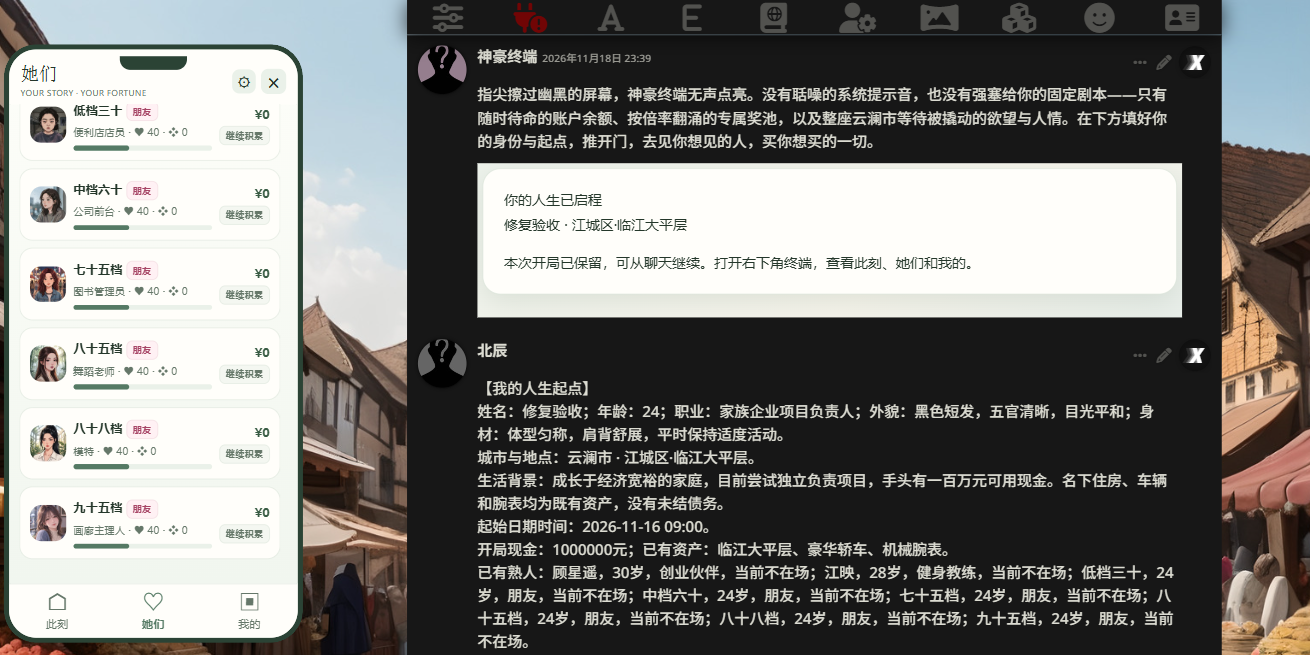 她们
YOUR STORY · YOUR FORTUNE
低档三十 朋友 ¥0
便利店店员 · ♥ 40 · 0
继续积累
中档六十 朋友 ¥0
公司前台 · ♥ 40 · 0
继续积累
七十五档 朋友 ¥0
图书管理员 · ♥ 40 · 0
继续积累
八十五档 朋友 ¥0
舞蹈老师 · ♥ 40 · 0
继续积累
八十八档 朋友 ¥0
模特 · ♥ 40 · 0
继续积累
九十五档 朋友 ¥0
画廊主理人 · ♥ 40 · 0
继续积累
此刻 她们 我的
A E
神豪终端 2026年11月18日 23:39
指尖擦过幽黑的屏幕，神豪终端无声点亮。没有聒噪的系统提示音，也没有强塞给你的固定剧本——只有
随时待命的账户余额、按倍率翻涌的专属奖池，以及整座云澜市等待被撬动的欲望与人情。在下方填好你
的身份与起点，推开门，去见你想见的人，买你想买的一切。
你的人生已启程
修复验收 · 江城区·临江大平层
本次开局已保留，可从聊天继续。打开右下角终端，查看此刻、她们和我的。
北辰
【我的人生起点】
姓名：修复验收；年龄：24；职业：家族企业项目负责人；外貌：黑色短发，五官清晰，目光平和；身
材：体型匀称，肩背舒展，平时保持适度活动。
城市与地点：云澜市 · 江城区·临江大平层。
生活背景：成长于经济宽裕的家庭，目前尝试独立负责项目，手头有一百万元可用现金。名下住房、车辆
和腕表均为既有资产，没有未结债务。
起始日期时间：2026-11-16 09:00。
开局现金：1000000元；已有资产：临江大平层、豪华轿车、机械腕表。
已有熟人：顾星遥，30岁，创业伙伴，当前不在场；江映，28岁，健身教练，当前不在场；低档三十，24
岁，朋友，当前不在场；中档六十，24岁，朋友，当前不在场；七十五档，24岁，朋友，当前不在场；八
十五档，24岁，朋友，当前不在场；八十八档，24岁，朋友，当前不在场；九十五档，24岁，朋友，当前
不在场。